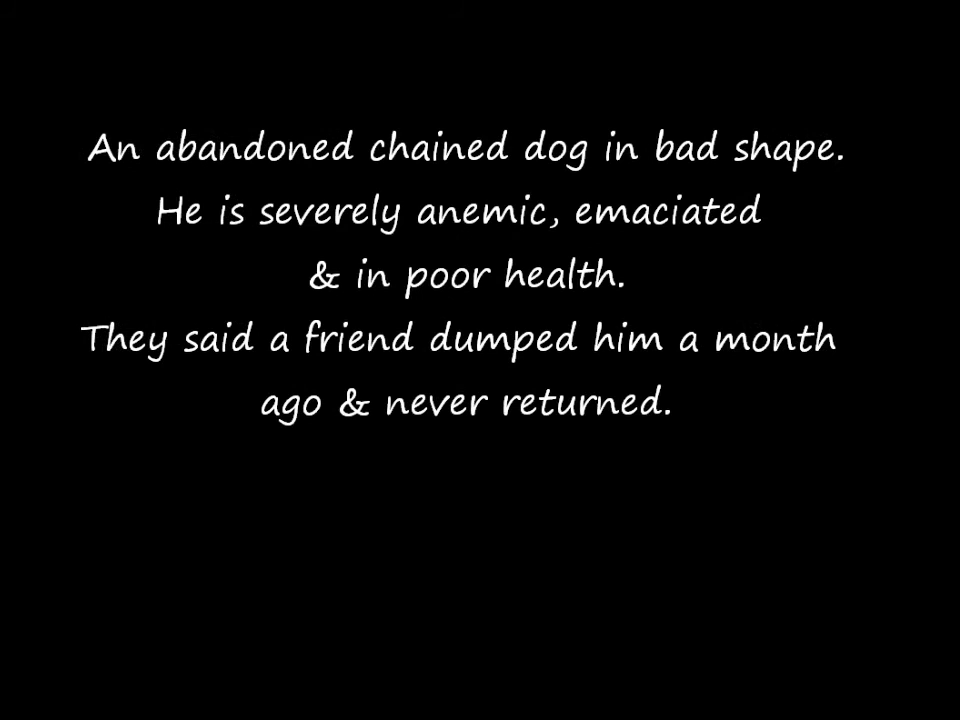 An abandoned chained dog in bad shape.
He is severely anemic, emaciated
& in poor health.
They said a friend dumped him a month
ago & never returned.